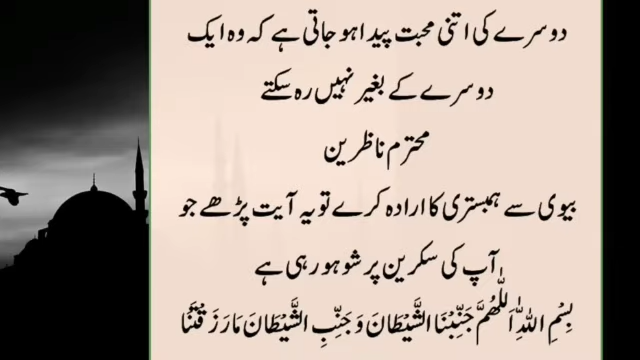 دوسرے کی اتنی محبت پیدا ہو جاتی ہے کہ وہ ایک
دوسرے کے بغیر نہیں رہ سکتے
محترم ناظرین
بیوی سے ہمبستری کا ارادہ کرے تو یہ آیت پڑھے جو
آپ کی سکرین پر شو ہو رہی ہے
بِسْمِ اللّٰهِ اَللّٰهُمَّ جَنِّبْنَا الشَّيْطَانَ وَ جَنِّبِ الشَّيْطَانَ مَا رَزَقْتَنَا